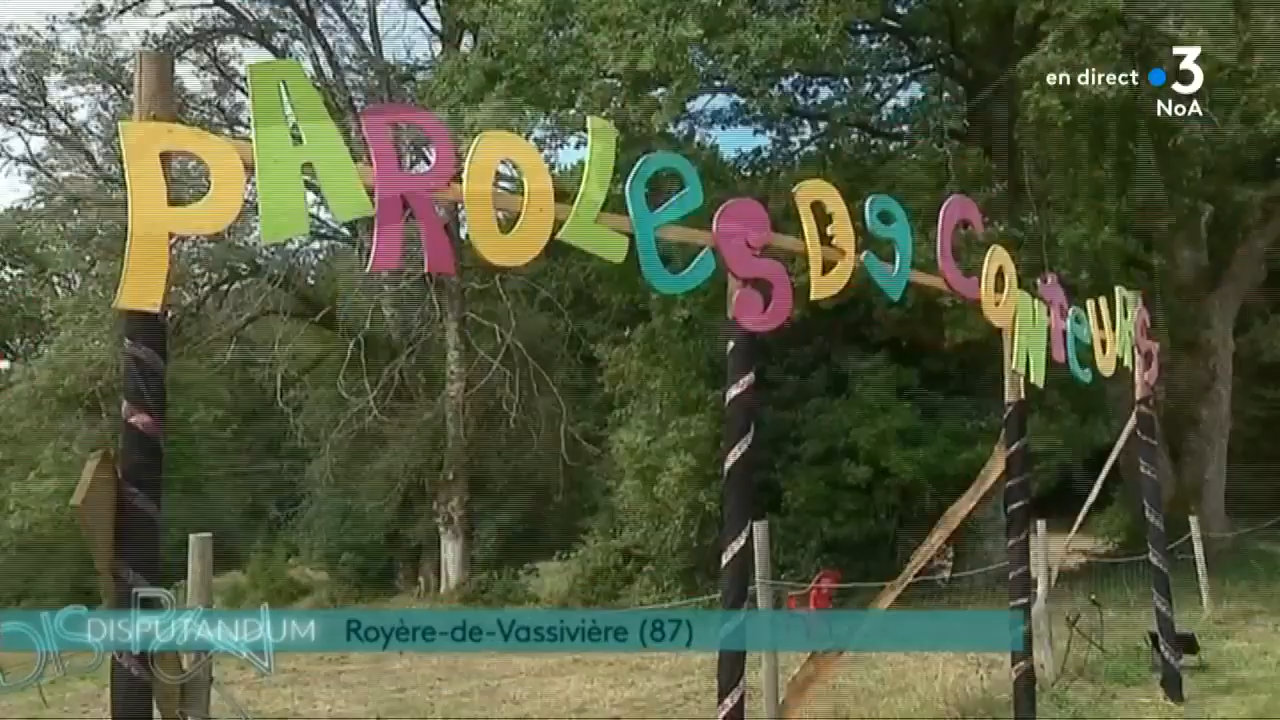 en direct 3
NoA
PAROLES De CONTEURS
DISPUTANDUM
Royère-de-Vassivière (87)